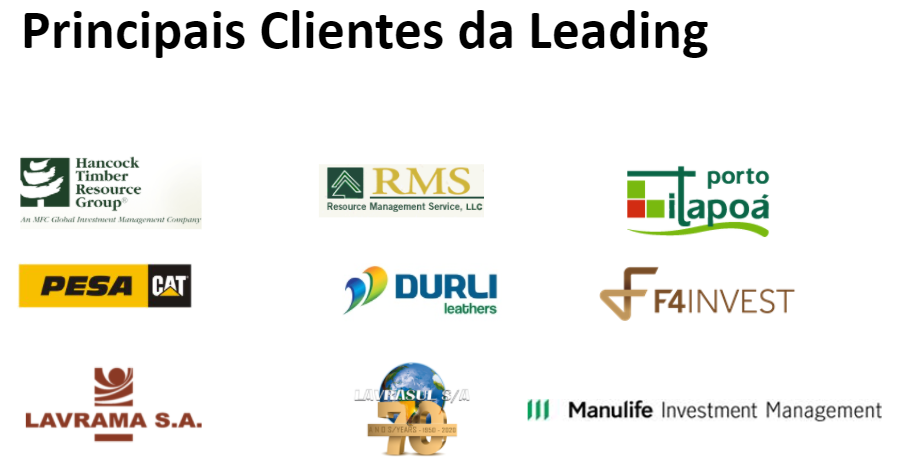 Principais Clientes da Leading
Hancock
Timber
Resource
Group®
An MFC Global Investment Management Company
RMS
Resource Management Service, LLC
porto
itapoá
PESA CAT
DURLI
leathers
F4INVEST
LAVRAMA S.A.
LAVRASUL S/A
70
ANOS/YEARS - 1950 - 2020
Manulife Investment Management